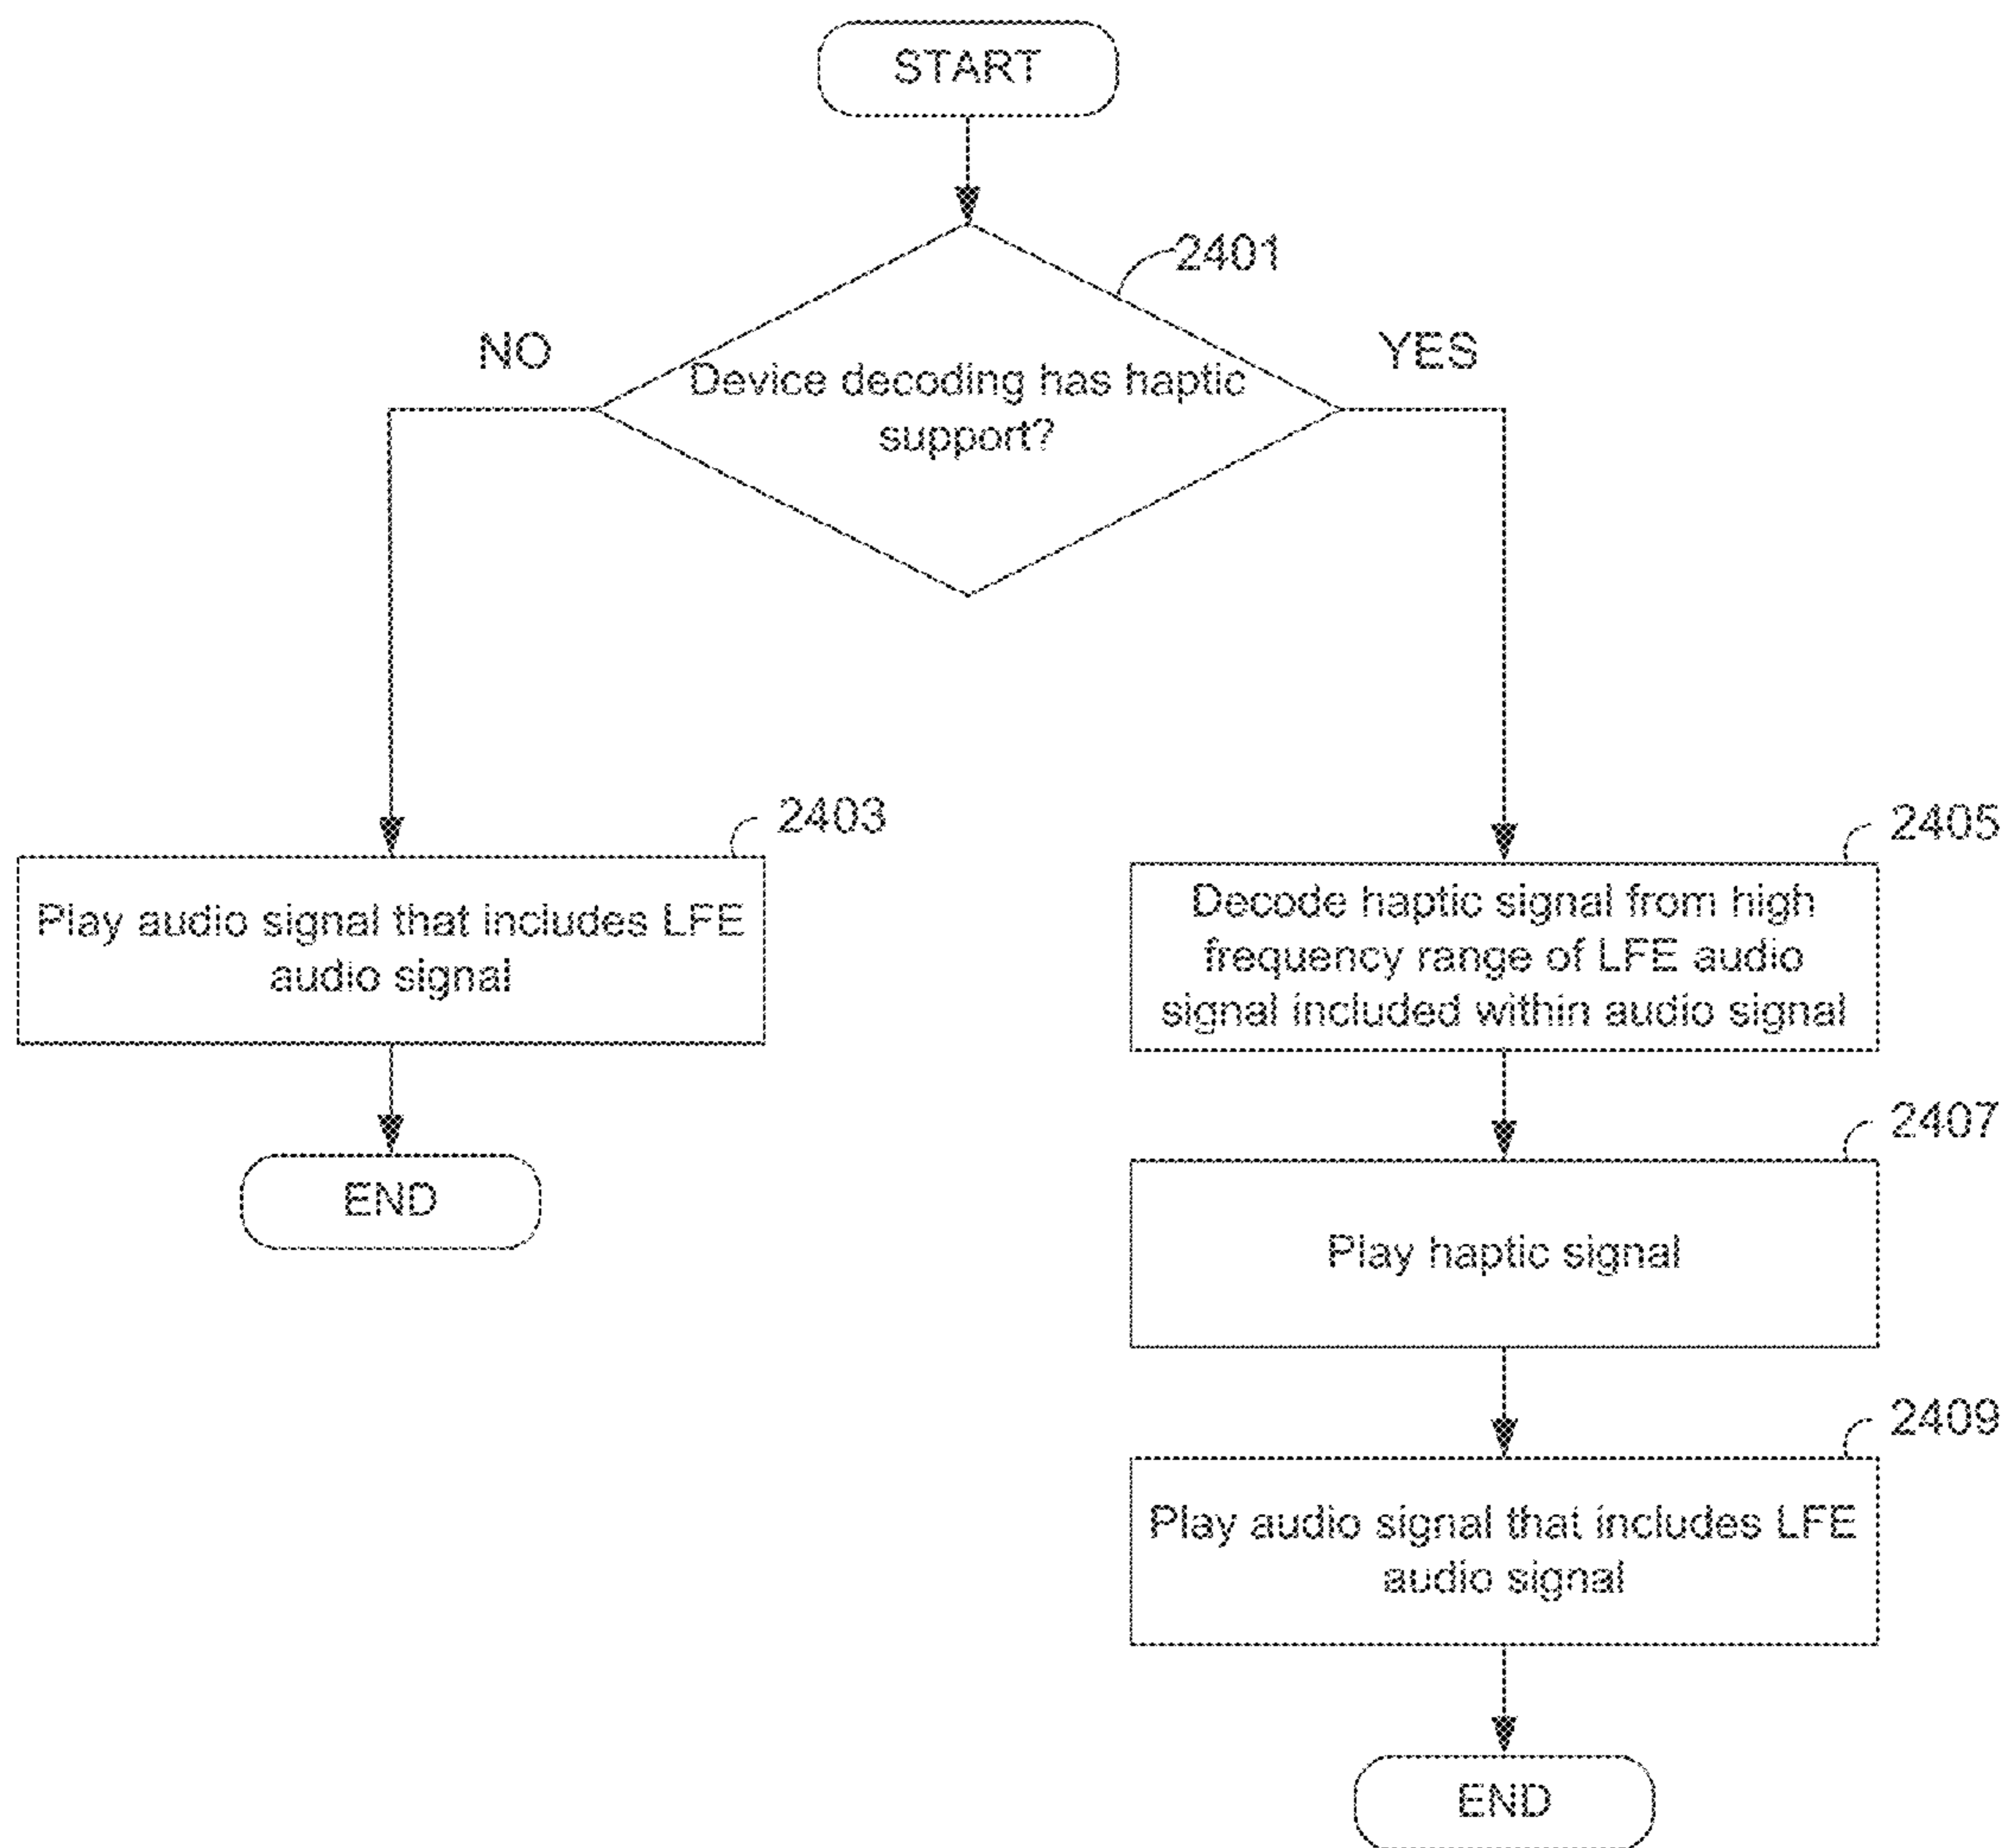 START
2401
NO
YES
Device decoding has haptic
support?
2403
Play audio signal that includes LFE
audio signal
END
2405
Decode haptic signal from high
frequency range of LFE audio
signal included within audio signal
2407
Play haptic signal
2409
Play audio signal that includes LFE
audio signal
END